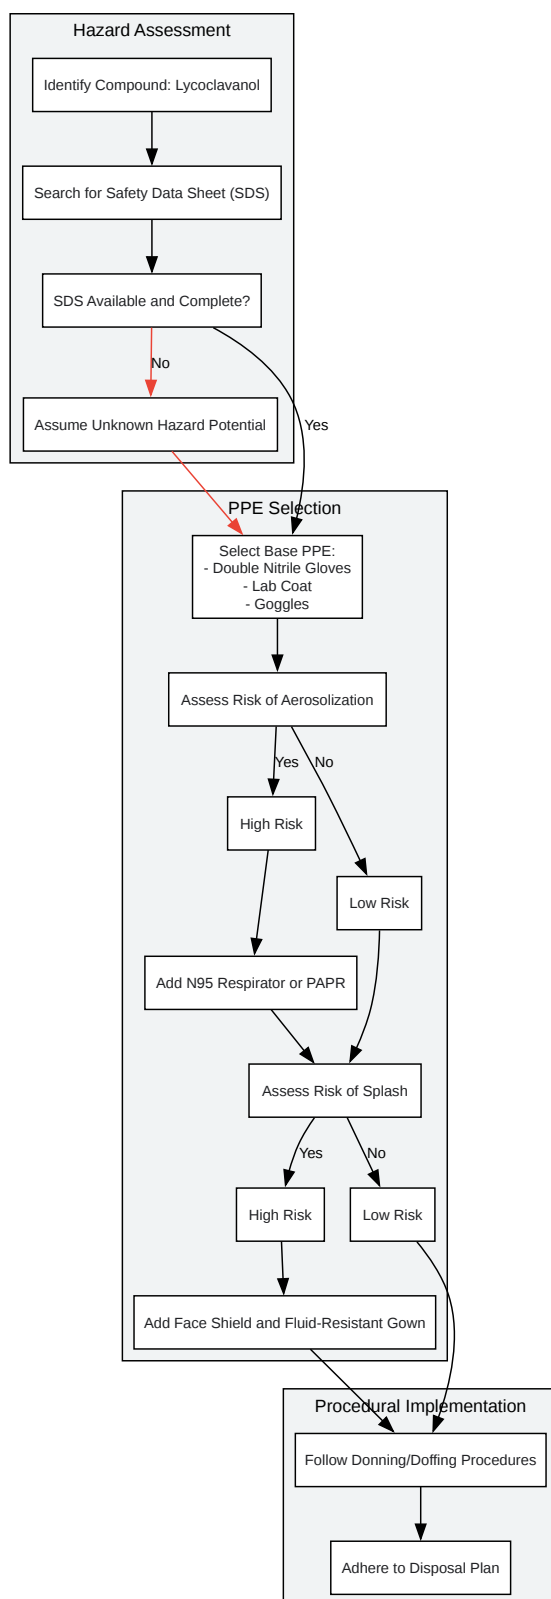 Hazard Assessment
Identify Compound: Lycoclavanol
Search for Safety Data Sheet (SDS)
SDS Available and Complete?
No
Assume Unknown Hazard Potential
Yes
PPE Selection
Select Base PPE:
- Double Nitrile Gloves
- Lab Coat
- Goggles
Assess Risk of Aerosolization
Yes
No
High Risk
Low Risk
Add N95 Respirator or PAPR
Assess Risk of Splash
Yes
No
High Risk
Low Risk
Add Face Shield and Fluid-Resistant Gown
Procedural Implementation
Follow Donning/Doffing Procedures
Adhere to Disposal Plan